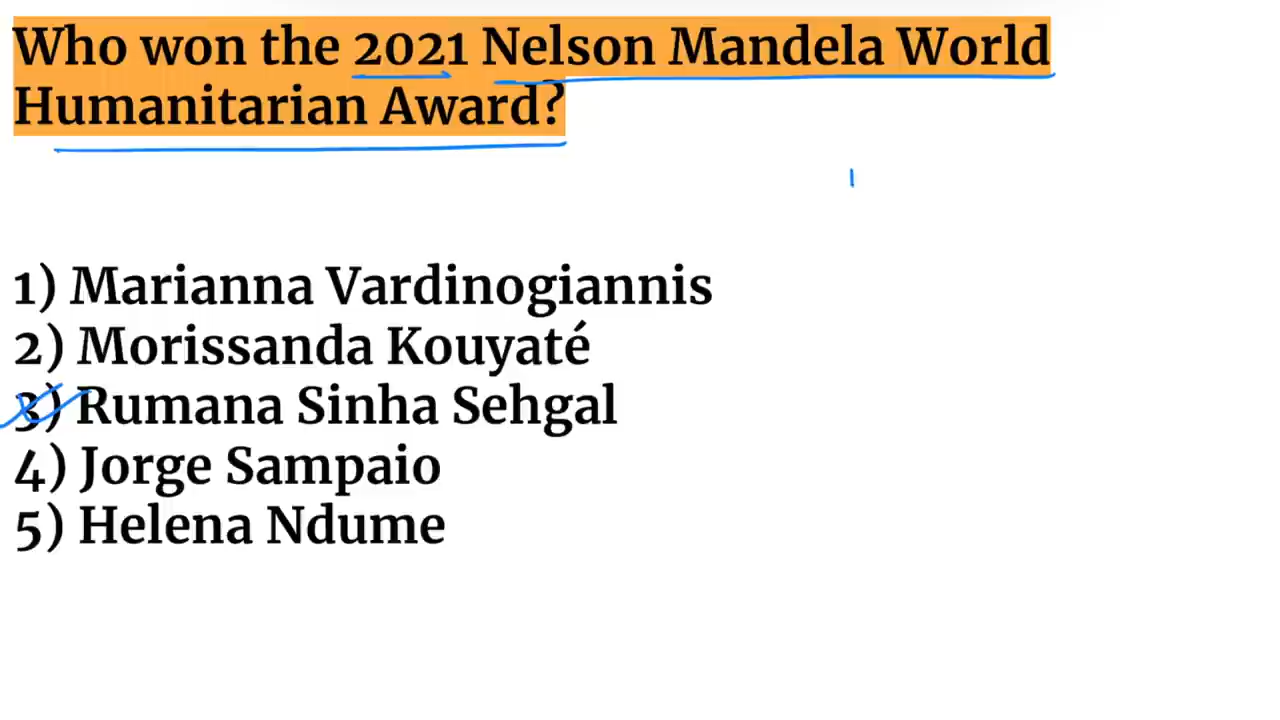 Who won the 2021 Nelson Mandela World
Humanitarian Award?
1) Marianna Vardinogiannis
2) Morissanda Kouyaté
3) Rumana Sinha Sehgal
4) Jorge Sampaio
5) Helena Ndume